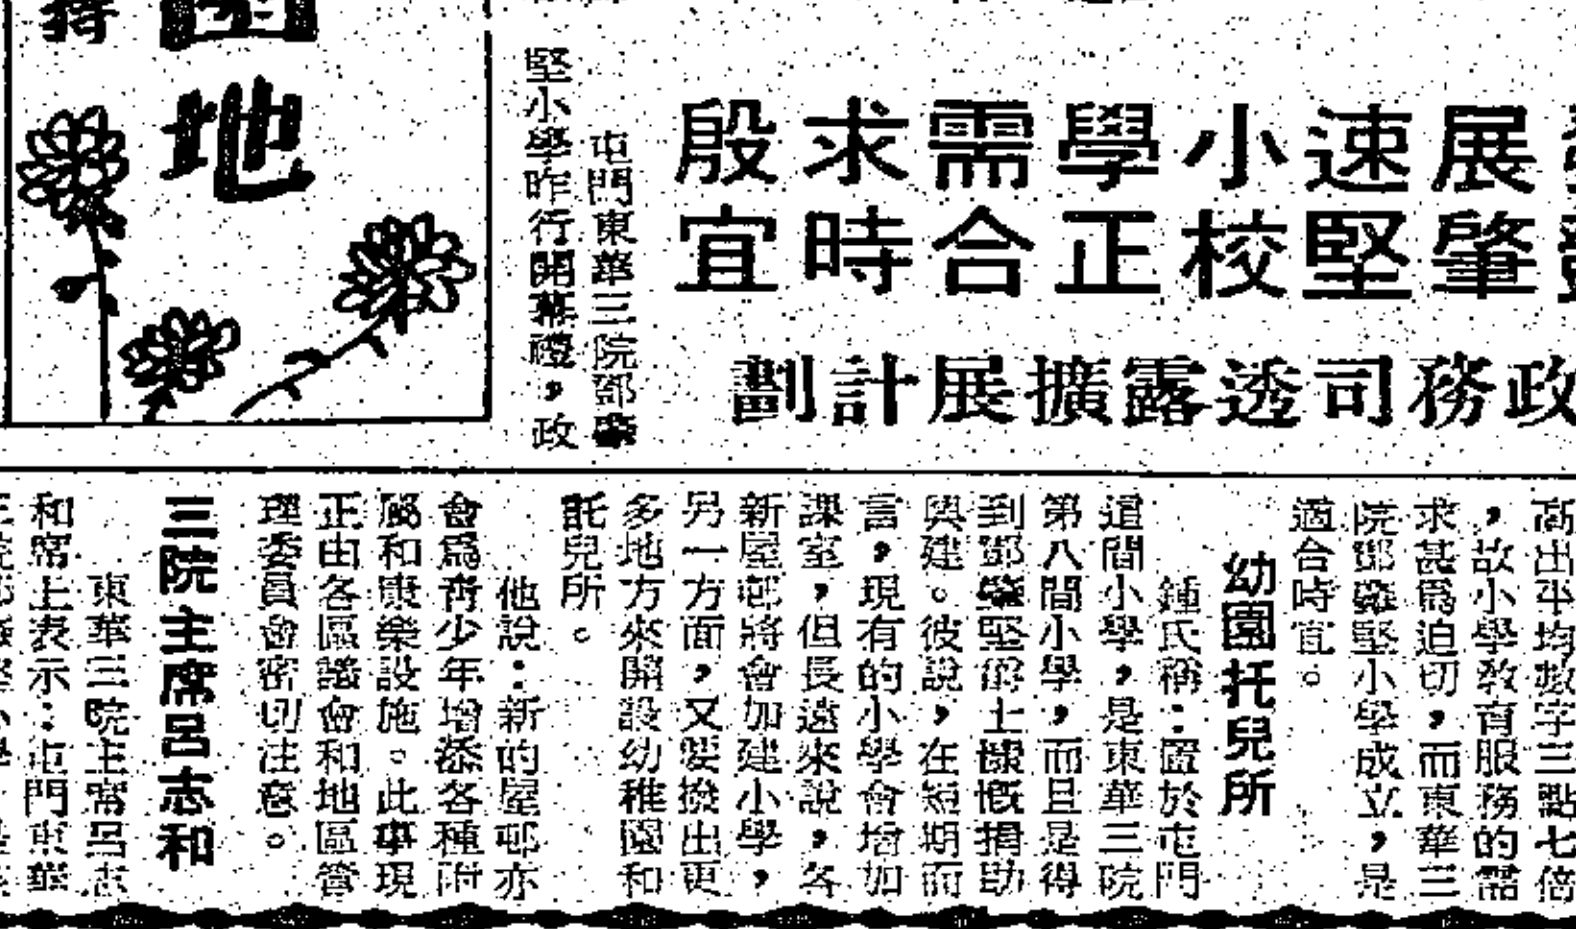 展速小學需求殷
肇堅校正合時宜
政務司透露擴展計劃
屯門東華三院鄧肇
堅小學昨行開幕禮，政
園
地
高出平均數字三點七倍
，故小學教育服務的需
求甚為迫切，而東華三
院鄧肇堅小學成立，是
適合時宜。
幼園托兒所
鍾氏稱：置於屯門
這間小學，是東華三院
第八間小學，而且是得
到鄧肇堅爵士慷慨捐助
興建。彼說，在短期而
言，現有的小學會增加
課室，但長遠來說，各
新屋邨將會加建小學，
另一方面，又要撥出更
多地方來開設幼稚園和
託兒所。
他說：新的屋邨亦
會爲青少年增添各種附
屬和康樂設施。此事現
正由各區議會和地區管
理委員會密切注意。
三院主席呂志和
東華三院主席呂志
和席上表示：屯門東華